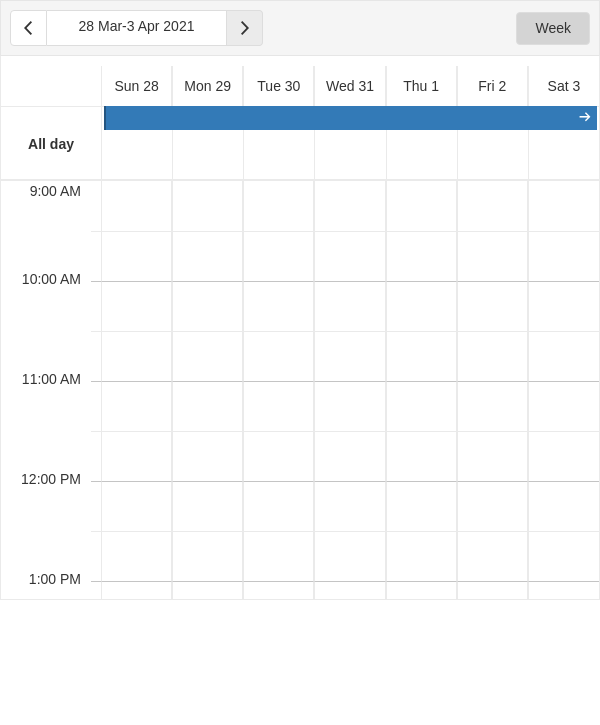 28 Mar-3 Apr 2021
Week
Sun 28
Mon 29
Tue 30
Wed 31
Thu 1
Fri 2
Sat 3
All day
9:00 AM
10:00 AM
11:00 AM
12:00 PM
1:00 PM